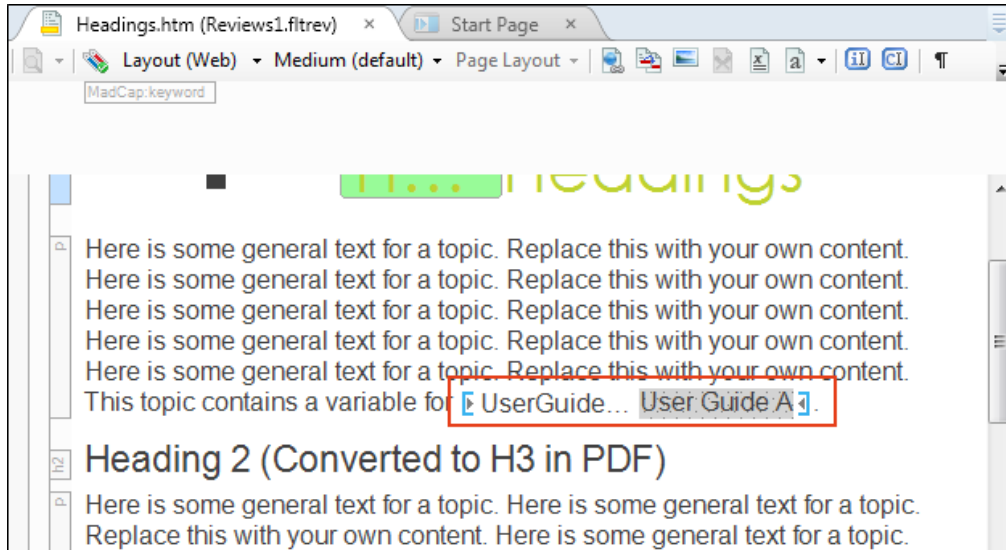 Headings.htm (Reviews1.fltrev) × Start Page ×
Layout (Web) Medium (default) Page Layout x a iI CI ¶
MadCap:keyword
H... Headings
P
Here is some general text for a topic. Replace this with your own content.
Here is some general text for a topic. Replace this with your own content.
Here is some general text for a topic. Replace this with your own content.
Here is some general text for a topic. Replace this with your own content.
Here is some general text for a topic. Replace this with your own content.
This topic contains a variable for UserGuide... User Guide A.
h2
Heading 2 (Converted to H3 in PDF)
P
Here is some general text for a topic. Here is some general text for a topic.
Replace this with your own content. Here is some general text for a topic.